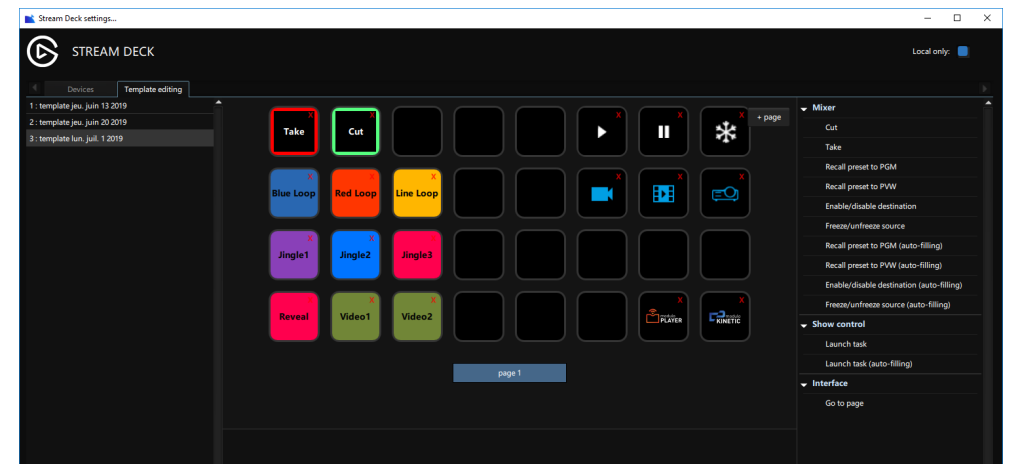 Stream Deck settings...
STREAM DECK
Local only:
Devices
Template editing
1 : template jeu. juin 13 2019
2 : template jeu. juin 20 2019
3 : template lun. juil. 1 2019
Take
X
Cut
X
X
X
X
+ page
Blue Loop
X
Red Loop
X
Line Loop
X
X
X
X
Jingle1
X
Jingle2
X
Jingle3
Reveal
Video1
X
Video2
X
module
PLAYER
X
module
KINETIC
X
page 1
Mixer
Cut
Take
Recall preset to PGM
Recall preset to PVW
Enable/disable destination
Freeze/unfreeze source
Recall preset to PGM (auto-filling)
Recall preset to PVW (auto-filling)
Enable/disable destination (auto-filling)
Freeze/unfreeze source (auto-filling)
Show control
Launch task
Launch task (auto-filling)
Interface
Go to page